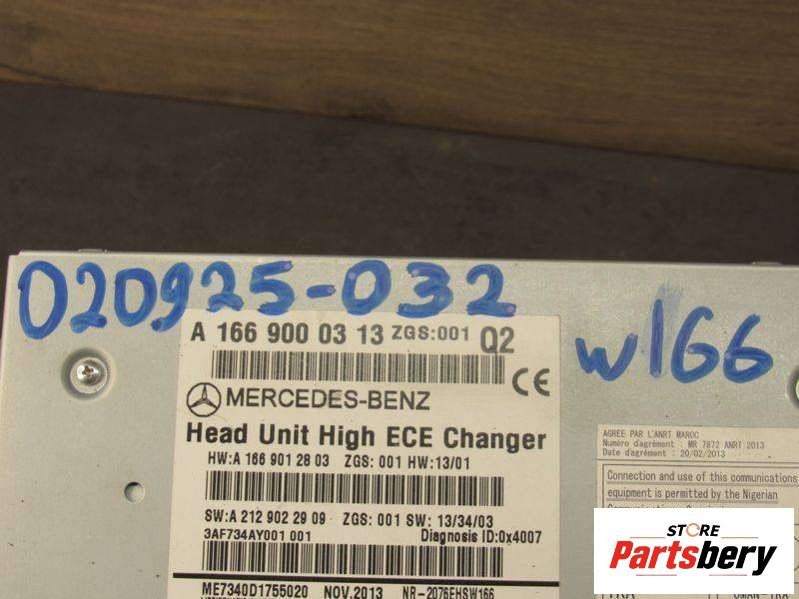 020925-032
A 166 900 03 13 ZGS:001 Q2
W166
CE
MERCEDES-BENZ
Head Unit High ECE Changer
HW:A 166 901 28 03 ZGS: 001 HW:13/01
SW:A 212 902 29 09 ZGS: 001 SW: 13/34/03
3AF734AY001 001 Diagnosis ID:0x4007
ME7340D1755020 NOV.2013 NR-2076EHSW166
AGREE PAR L'ANRT MAROC
Numéro d'agrément: MR 7872 ANRT 2013
Date d'agrément: 20/02/2013
Connection and use of this communications
equipment is permitted by the Nigerian
STORE
Partsbery